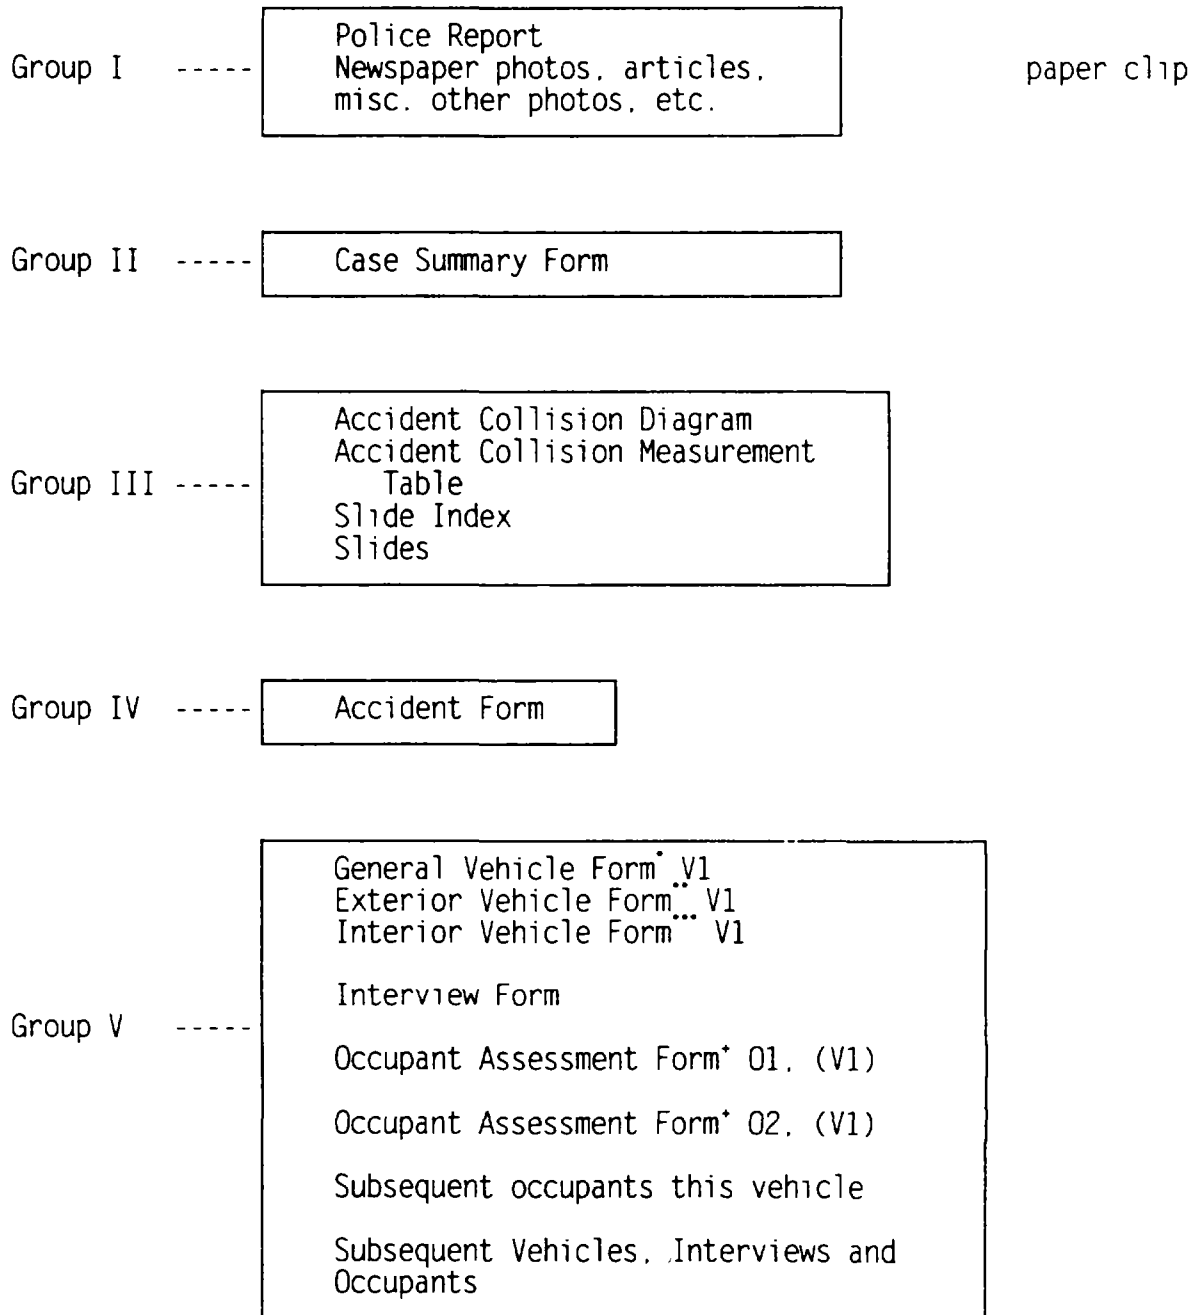 Police Report
Group I ----- Newspaper photos, articles, paper clip
misc. other photos, etc.
Group II ----- Case Summary Form
Accident Collision Diagram
Accident Collision Measurement
Group III ----- Table
Slide Index
Slides
Group IV ----- Accident Form
General Vehicle Form* V1
Exterior Vehicle Form** V1
Interior Vehicle Form*** V1
Interview Form
Group V -----
Occupant Assessment Form+ O1, (V1)
Occupant Assessment Form+ O2, (V1)
Subsequent occupants this vehicle
Subsequent Vehicles, Interviews and
Occupants